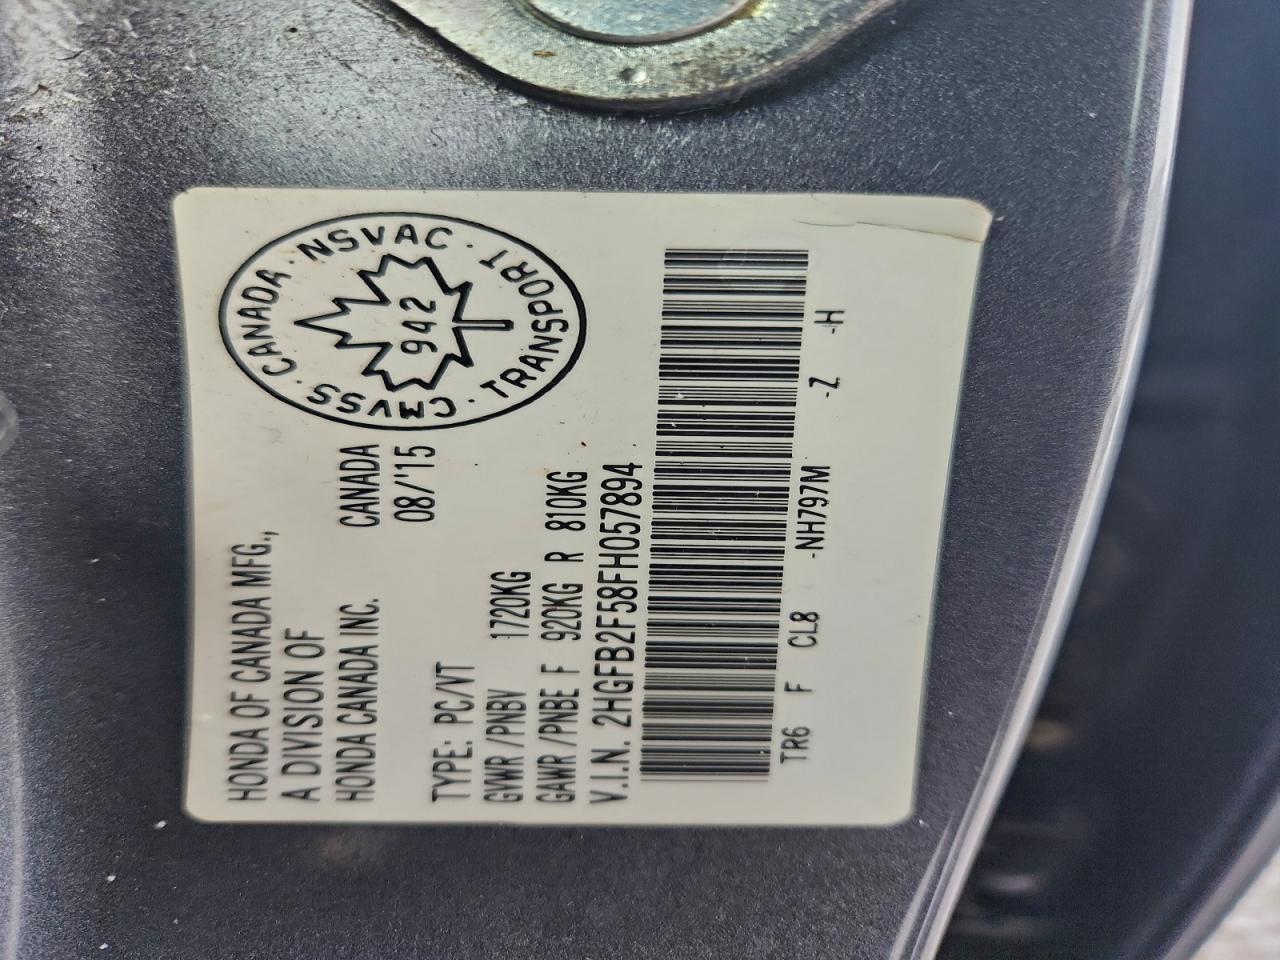 HONDA OF CANADA MFG.,
A DIVISION OF
HONDA CANADA INC. CANADA
08/'15
TYPE: PC/VT
GVWR /PNBV 1720KG
GAWR /PNBE F 920KG R 810KG
V.I.N. 2HGFB2F58FH057894
TR6 F CL8 -NH797M -Z -H
CANADA · NSVAC · TRANSPORT · CMVSS ·
942